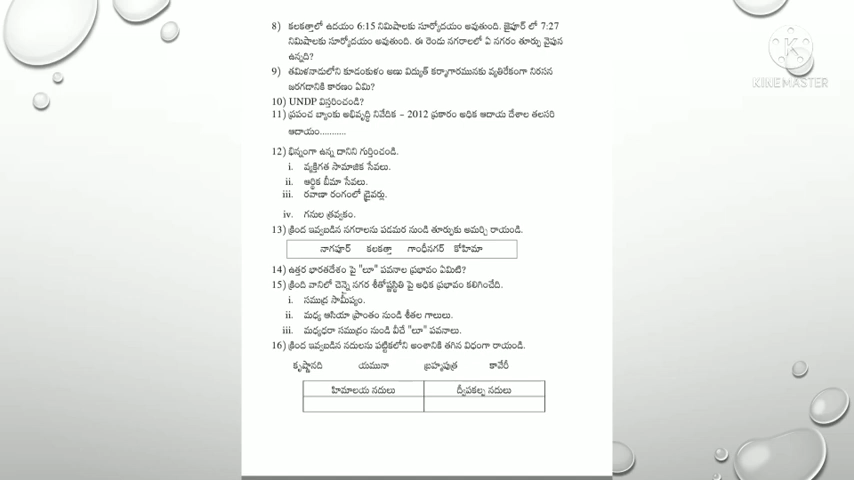 8) కలకత్తాలో ఉదయం 6:15 నిమిషాలకు సూర్యోదయం అవుతుంది. జైపూర్ లో 7:27
నిమిషాలకు సూర్యోదయం అవుతుంది. ఈ రెండు నగరాలలో ఏ నగరం తూర్పు వైపున
ఉన్నది?
9) తమిళనాడులోని కూడంకుళం అణు విద్యుత్ కర్మాగారమునకు వ్యతిరేకంగా నిరసన
జరగడానికి కారణం ఏమి?
10) UNDP విస్తరించండి?
11) ప్రపంచ బ్యాంకు అభివృద్ధి నివేదిక – 2012 ప్రకారం అధిక ఆదాయ దేశాల తలసరి
ఆదాయం...........
12) భిన్నంగా ఉన్న దానిని గుర్తించండి.
i. వ్యక్తిగత సామాజిక సేవలు.
ii. ఆర్థిక బీమా సేవలు.
iii. రవాణా రంగంలో డ్రైవర్లు.
iv. గనుల త్రవ్వకం.
13) క్రింద ఇవ్వబడిన నగరాలను పడమర నుండి తూర్పుకు అమర్చి రాయండి.
నాగపూర్ కలకత్తా గాంధీనగర్ కోహిమా
14) ఉత్తర భారతదేశం పై "లూ" పవనాల ప్రభావం ఏమిటి?
15) క్రింది వానిలో చెన్నై నగర శీతోష్ణస్థితి పై అధిక ప్రభావం కలిగించేది.
i. సముద్ర సామీప్యం.
ii. మధ్య ఆసియా ప్రాంతం నుండి శీతల గాలులు.
iii. మధ్యధరా సముద్రం నుండి వీచే "లూ" పవనాలు.
16) క్రింద ఇవ్వబడిన నదులను పట్టికలోని అంశానికి తగిన విధంగా రాయండి.
కృష్ణానది యమునా బ్రహ్మపుత్ర కావేరీ
హిమాలయ నదులు ద్వీపకల్ప నదులు
KINEMASTER